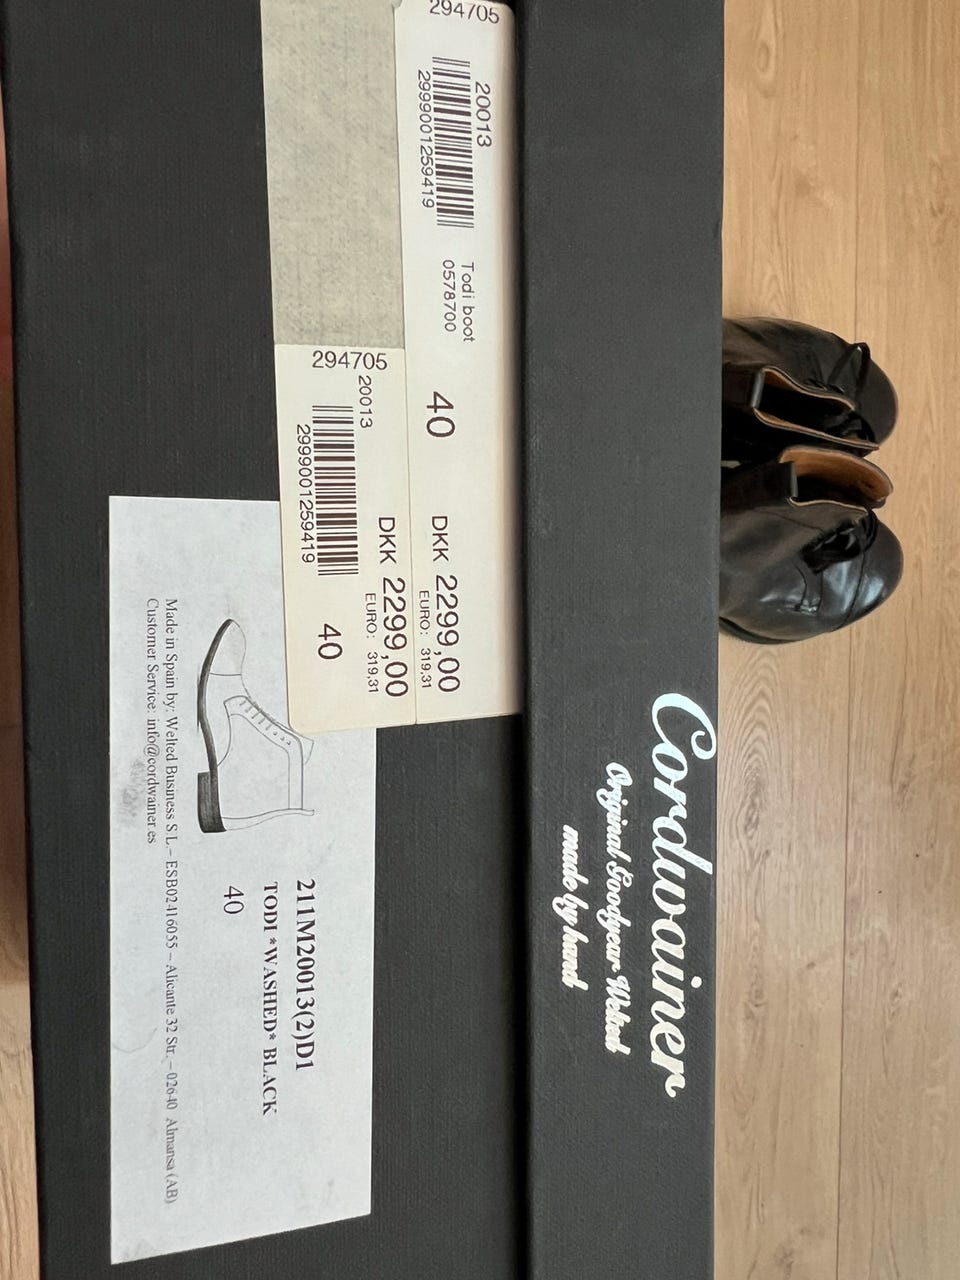 Cordwainer
Original Goodyear Welted
made by hand
294705
20013
2999001259419
Todi boot
0578700
40
DKK 2299,00
EURO: 319,31
294705
20013
2999001259419
40
DKK 2299,00
EURO: 319,31
211M20013(2)D1
TODI *WASHED* BLACK
40
Made in Spain by: Welted Business S L – ESB02416055 – Alicante 32 Str. – 02640 Almansa (AB)
Customer Service: info@cordwainer.es